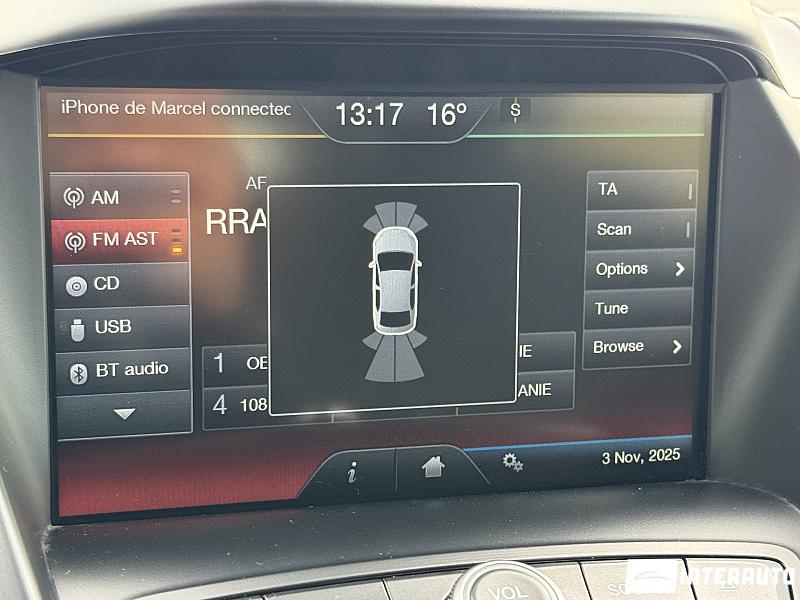 iPhone de Marcel connectec
13:17 16°
S
AM
FM AST
CD
USB
BT audio
AF
RRA
1 OE
IE
4 108
ANIE
TA
Scan
Options
Tune
Browse
i
3 Nov, 2025
VOL
INTERAUTO